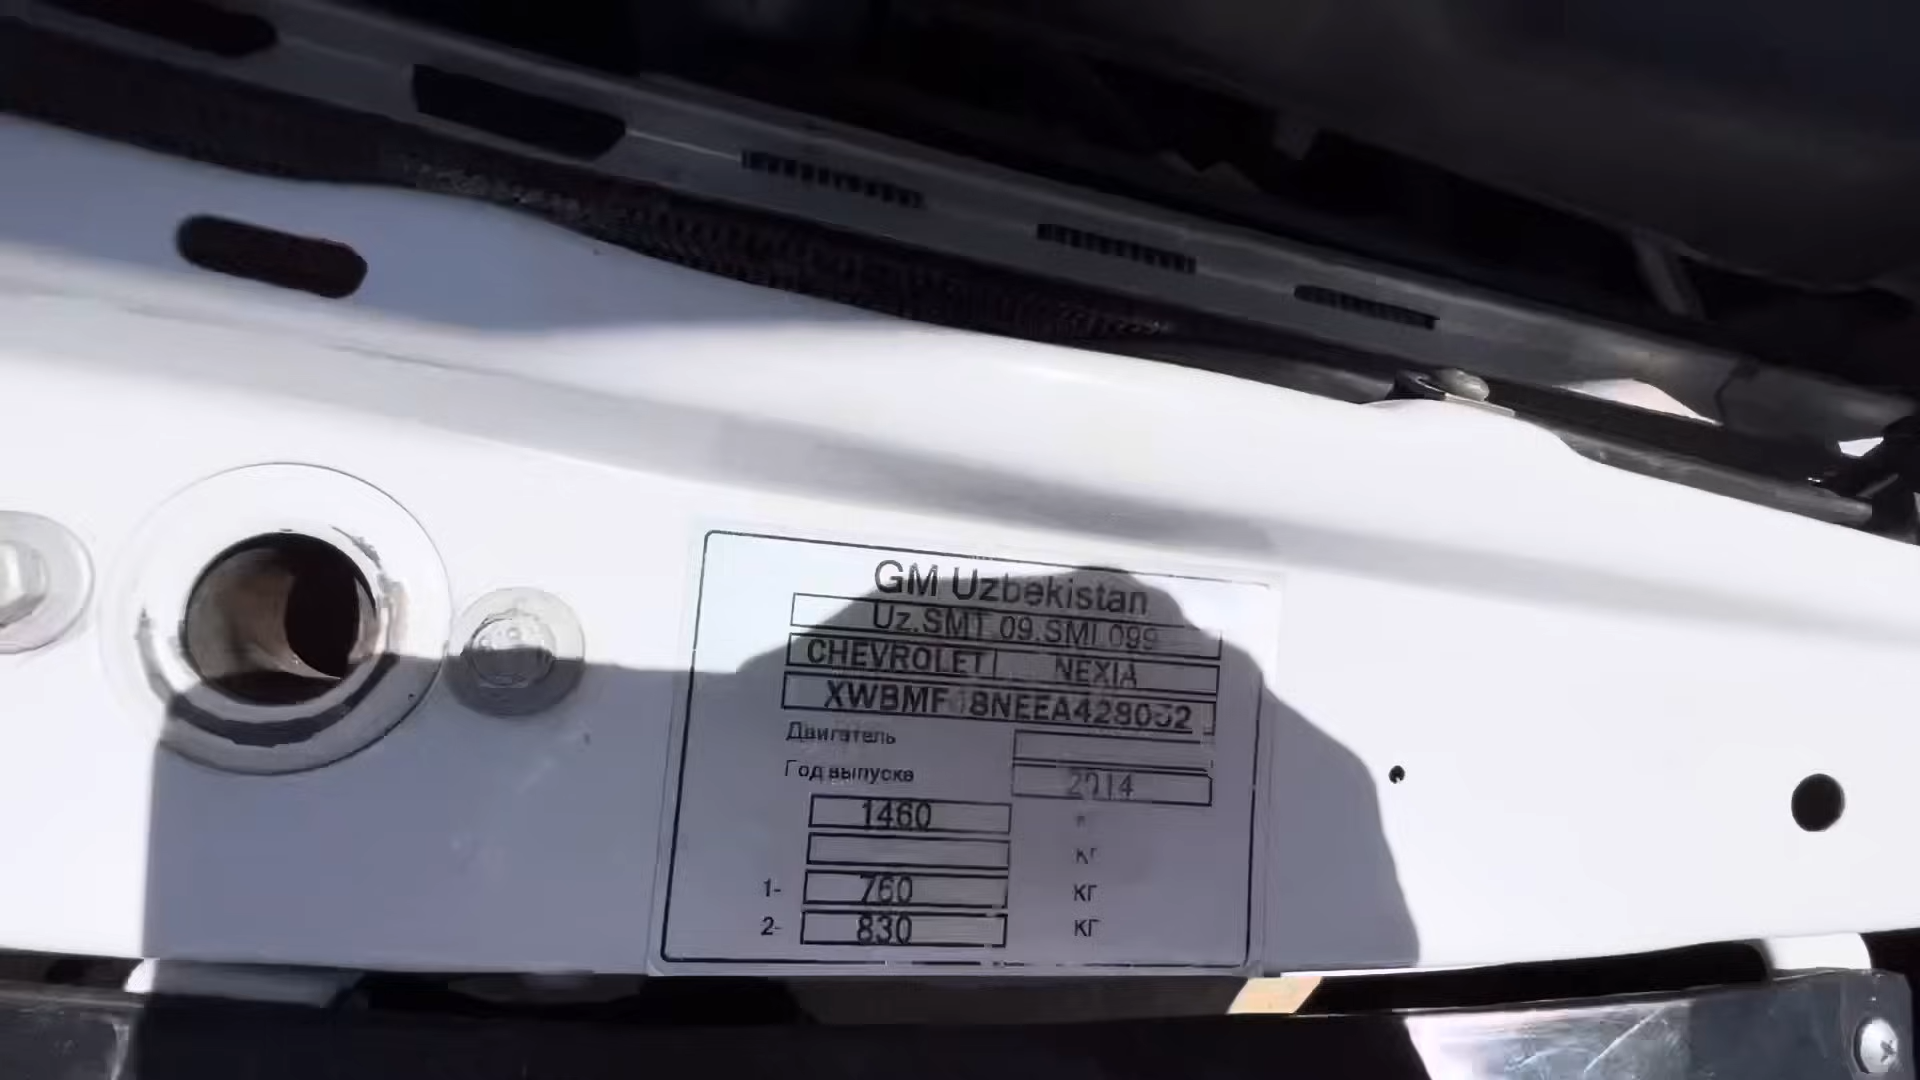 GM Uzbekistan
Uz.SMT 09.SMI.099
CHEVROLET NEXIA
Двигатель
Год выпуска 2014
1460
кг
1- 760 кг
2- 830 кг